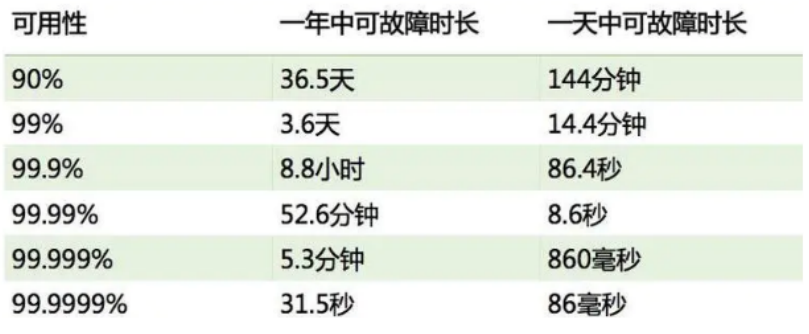 可用性 一年中可故障时长 一天中可故障时长
90% 36.5天 144分钟
99% 3.6天 14.4分钟
99.9% 8.8小时 86.4秒
99.99% 52.6分钟 8.6秒
99.999% 5.3分钟 860毫秒
99.9999% 31.5秒 86毫秒